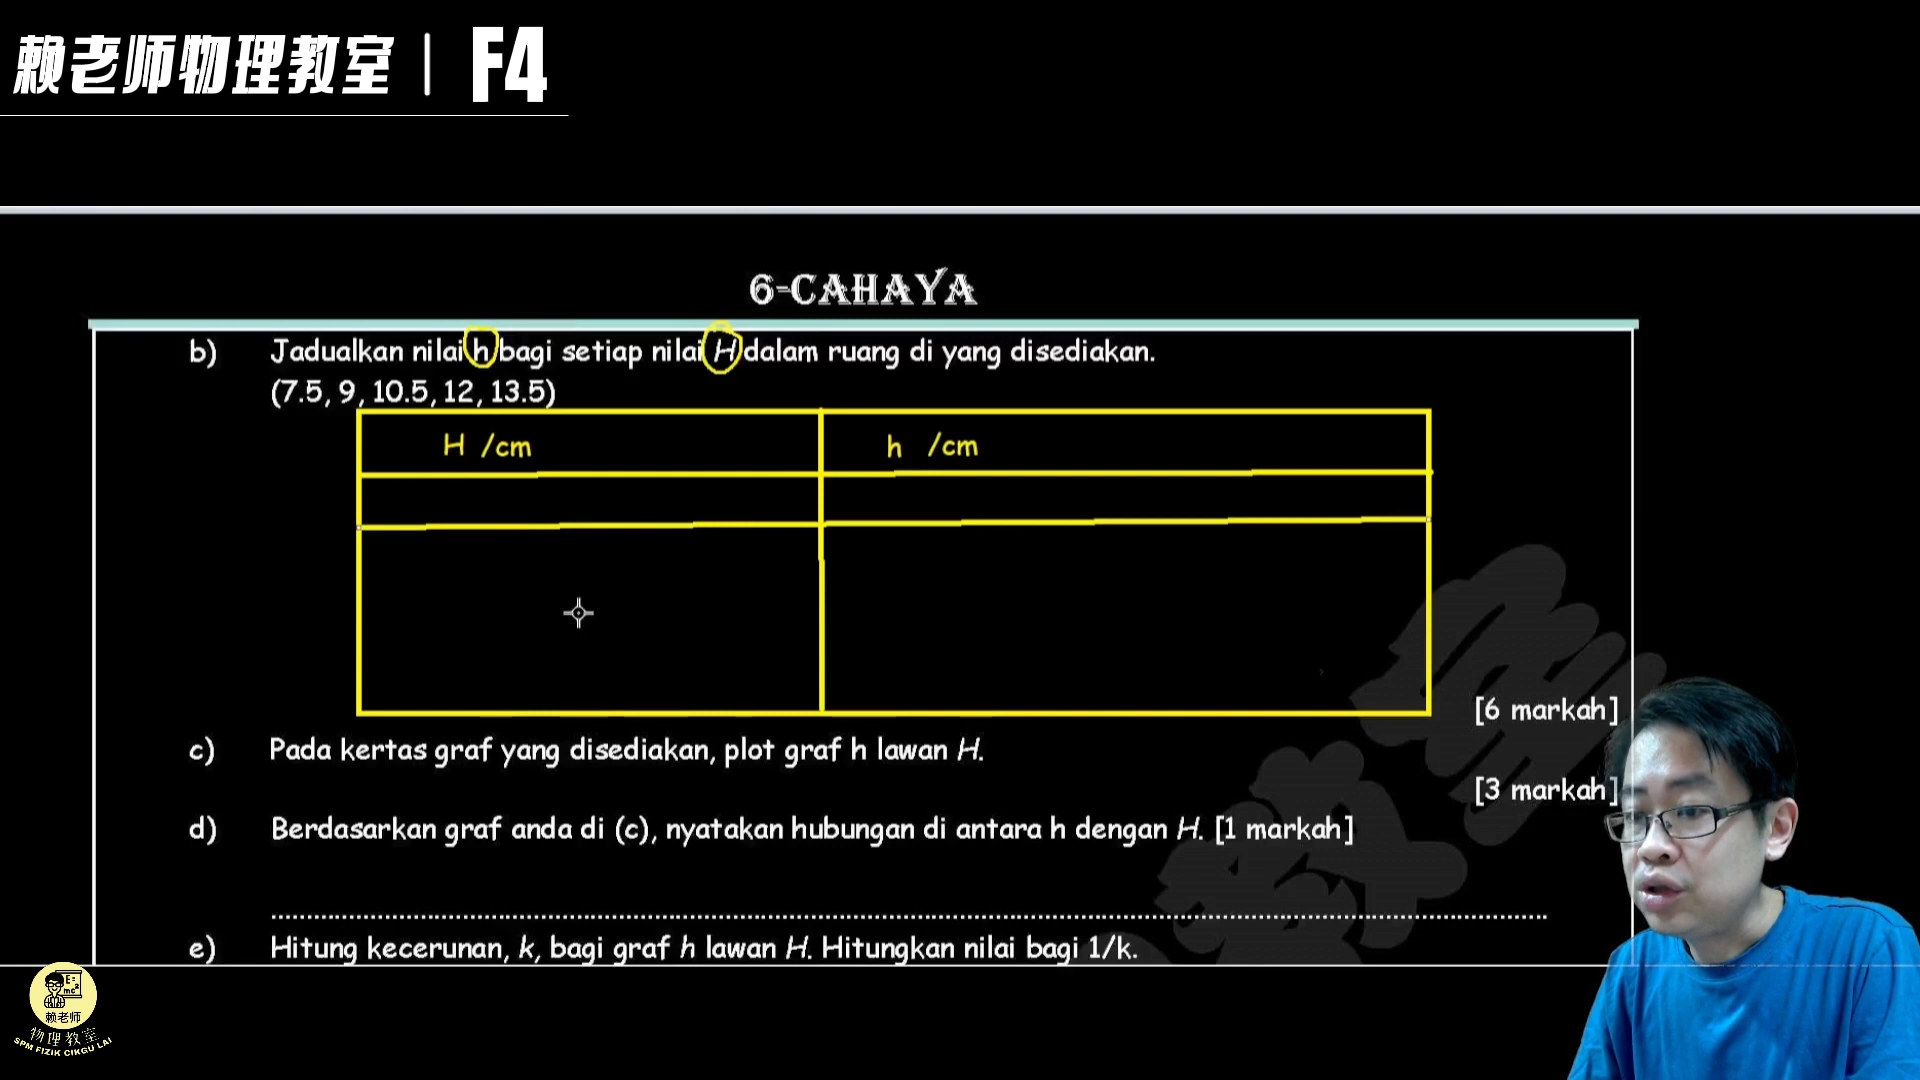 赖老师物理教室 | F4
6-CAHAYA
b) Jadualkan nilai h bagi setiap nilai H dalam ruang di yang disediakan.
(7.5, 9, 10.5, 12, 13.5)
H /cm h /cm
[6 markah]
c) Pada kertas graf yang disediakan, plot graf h lawan H.
[3 markah]
d) Berdasarkan graf anda di (c), nyatakan hubungan di antara h dengan H. [1 markah]
e) Hitung kecerunan, k, bagi graf h lawan H. Hitungkan nilai bagi 1/k.
E= mc²
赖老师
物理教室
SPM FIZIK CIKGU LAI